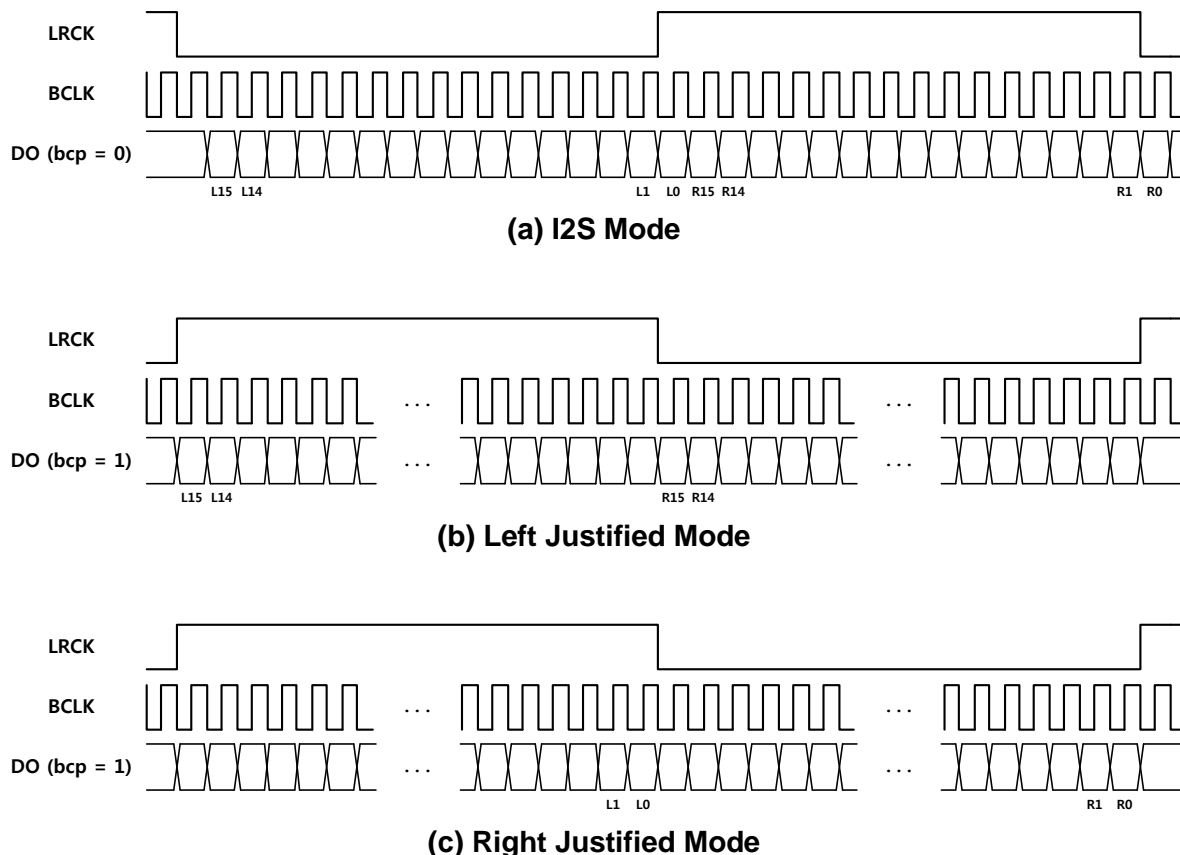 LRCK
BCLK
DO (bcp = 0)
L15 L14 L1 L0 R15 R14 R1 R0
(a) I2S Mode
LRCK
BCLK
... ...
DO (bcp = 1)
... ...
L15 L14 R15 R14
(b) Left Justified Mode
LRCK
BCLK
... ...
DO (bcp = 1)
... ...
L1 L0 R1 R0
(c) Right Justified Mode